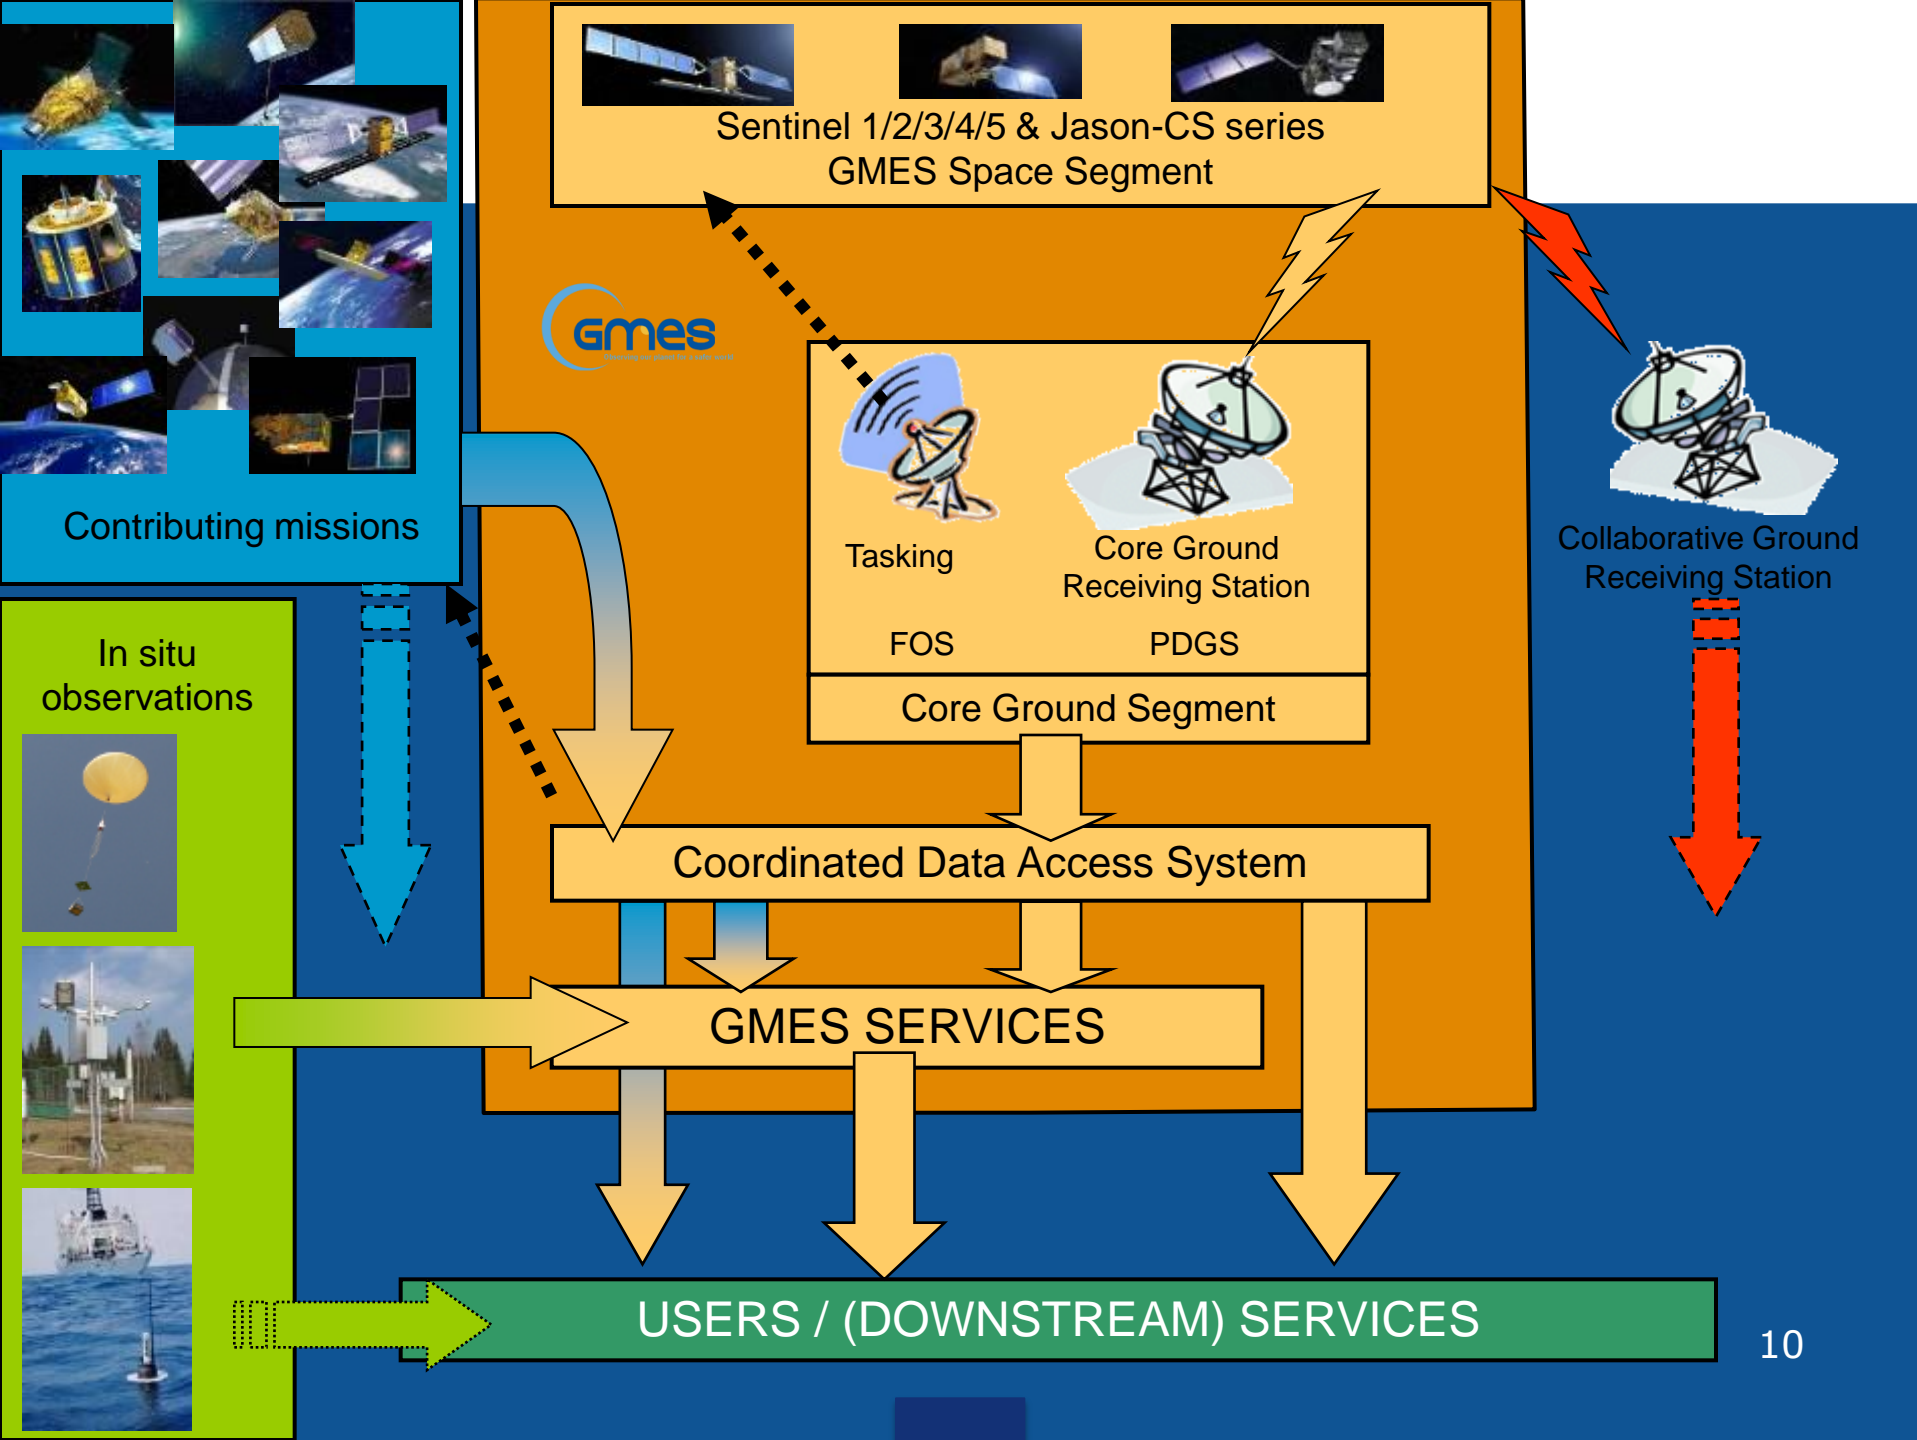 Sentinel 1/2/3/4/5 & Jason-CS series
GMES Space Segment
Gmes
Contributing missions
Tasking
Core Ground
Receiving Station
FOS
PDGS
Core Ground Segment
Collaborative Ground
Receiving Station
In situ
observations
Coordinated Data Access System
GMES SERVICES
USERS / (DOWNSTREAM) SERVICES
10